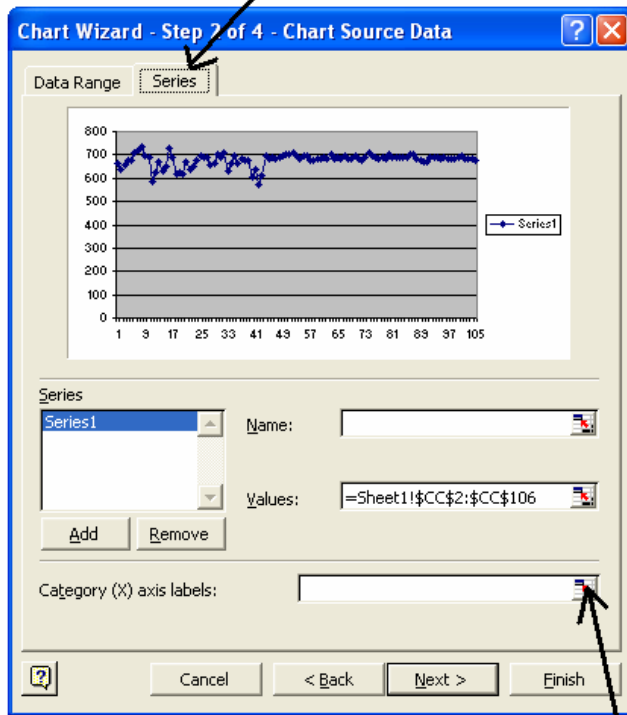 Chart Wizard - Step 2 of 4 - Chart Source Data
Data Range Series
800
700
600
500
400
300
200
100
0
1 9 17 25 33 41 49 57 65 73 81 89 97 105
Series1
Series
Series1
Name:
Values: =Sheet1!$CC$2:$CC$106
Add Remove
Category (X) axis labels:
? Cancel < Back Next > Finish